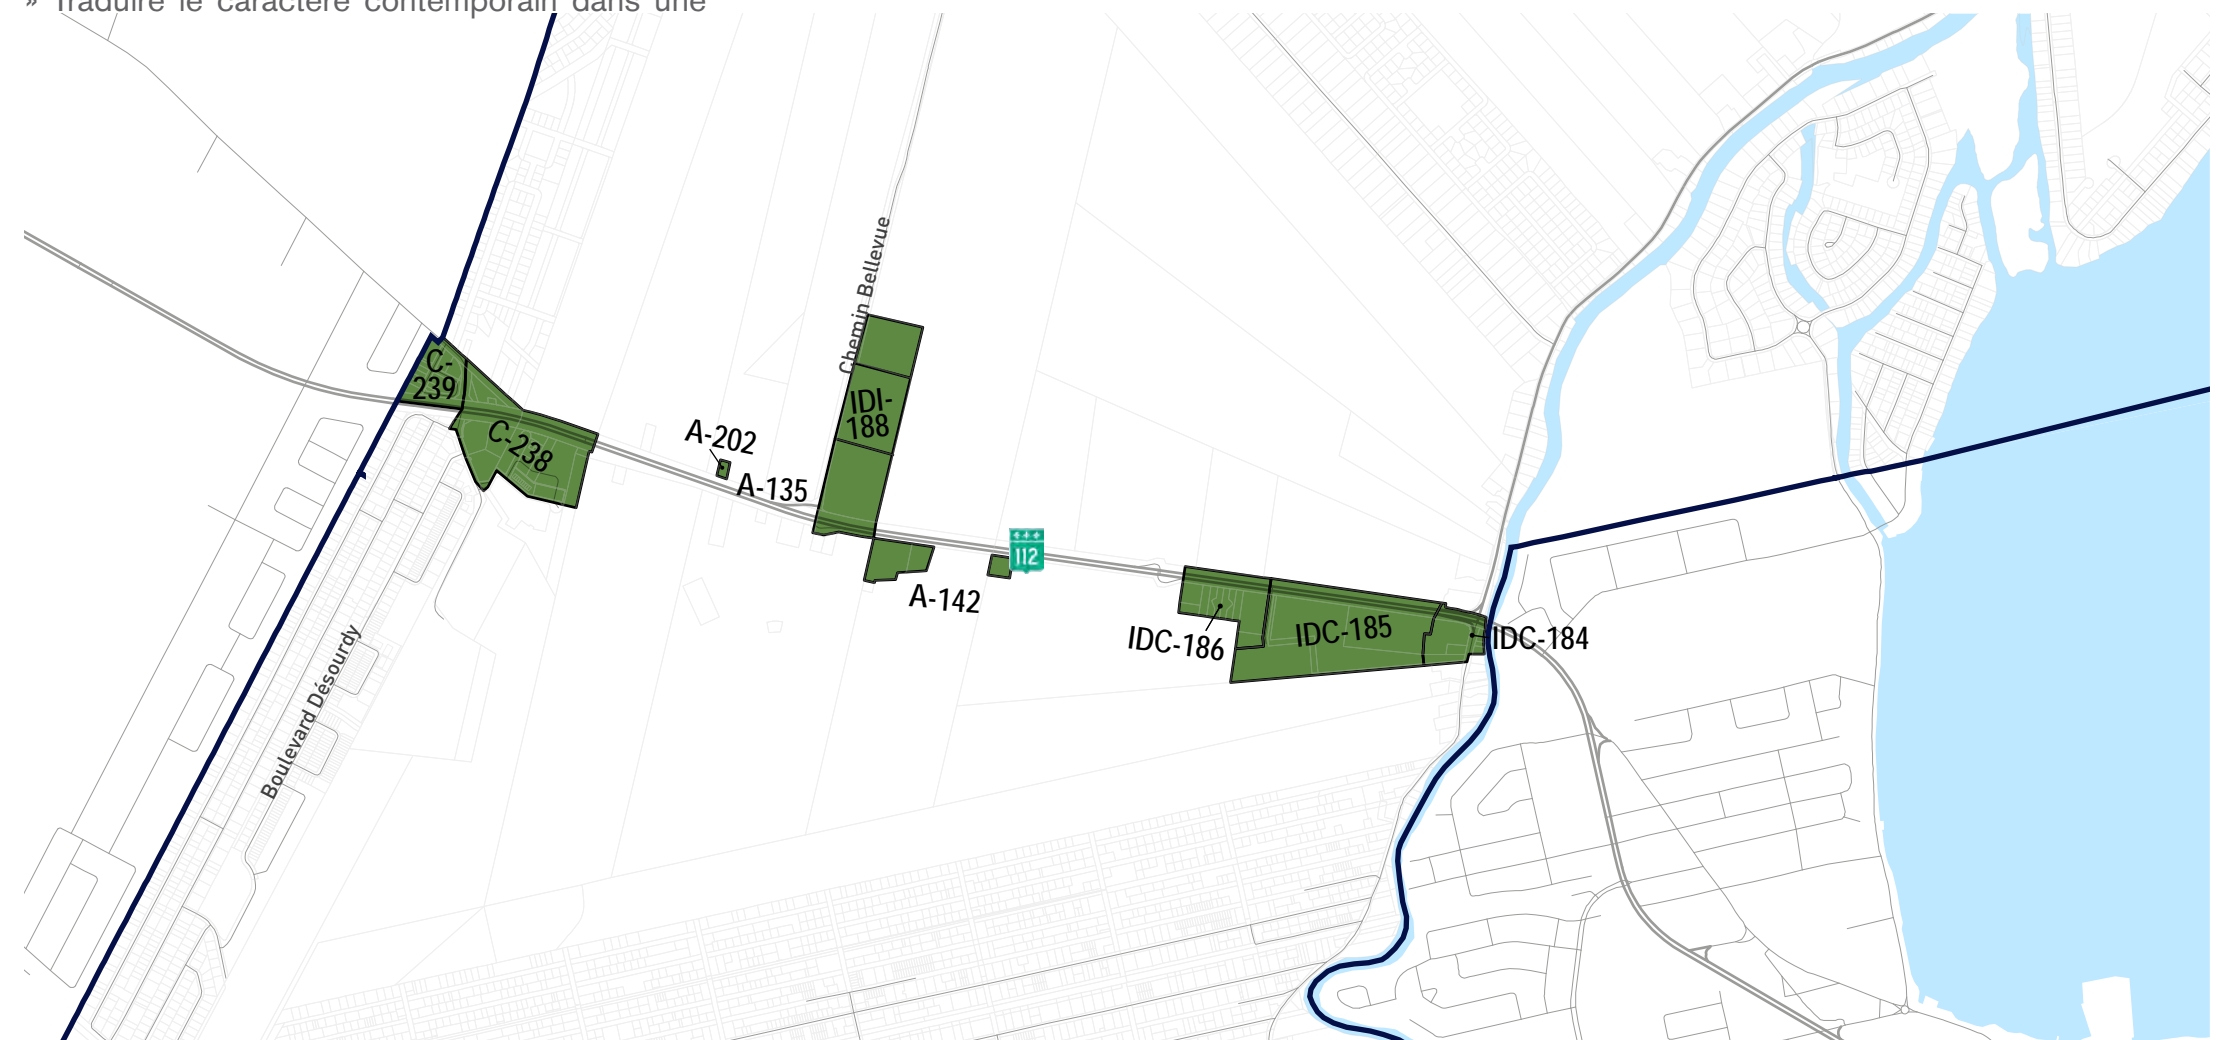 » Traduire le caractère contemporain dans une
Chemin Bellevue
C-
239
C-238
A-202
A-135
IDI-
188
112
A-142
IDC-186
IDC-185
IDC-184
Boulevard Désourdy